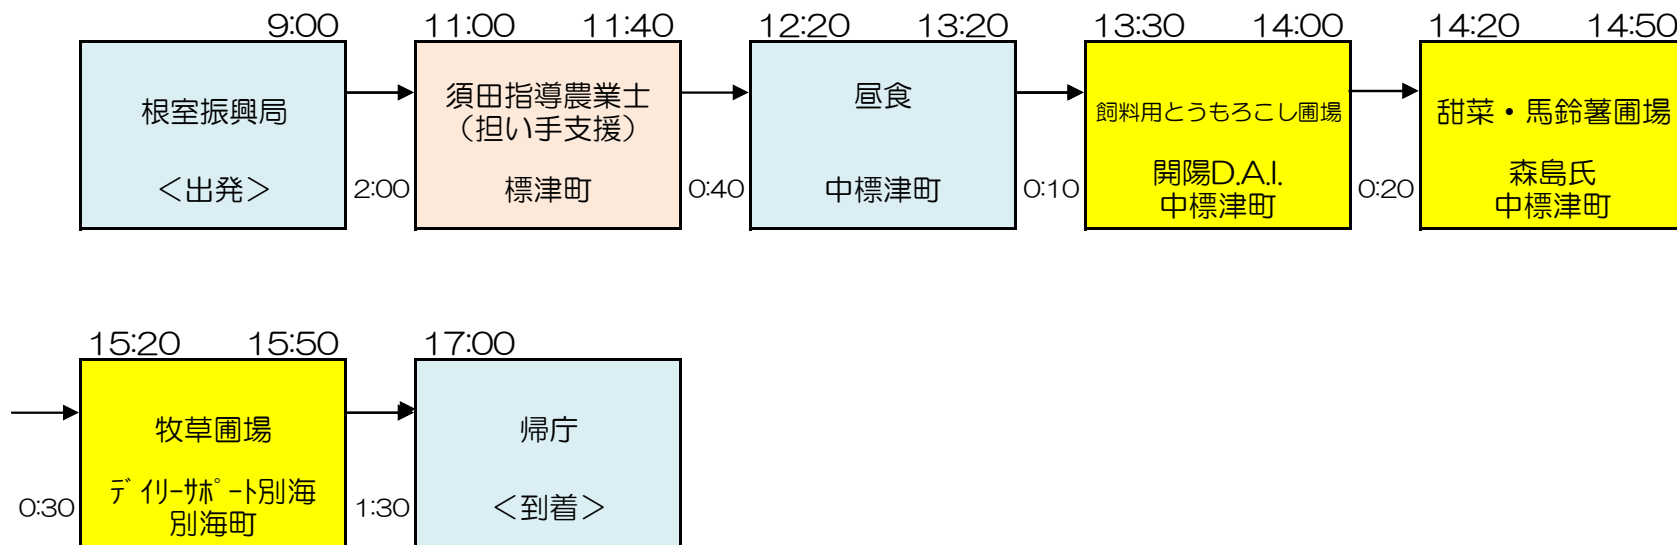 9:00 11:00 11:40 12:20 13:20 13:30 14:00 14:20 14:50
根室振興局
＜出発＞
2:00
須田指導農業士
（担い手支援）
標津町
0:40
昼食
中標津町
0:10
飼料用とうもろこし圃場
開陽D.A.I.
中標津町
0:20
甜菜・馬鈴薯圃場
森島氏
中標津町
15:20 15:50 17:00
0:30
牧草圃場
ﾃﾞｲﾘｰｻﾎﾟｰﾄ別海
別海町
1:30
帰庁
＜到着＞